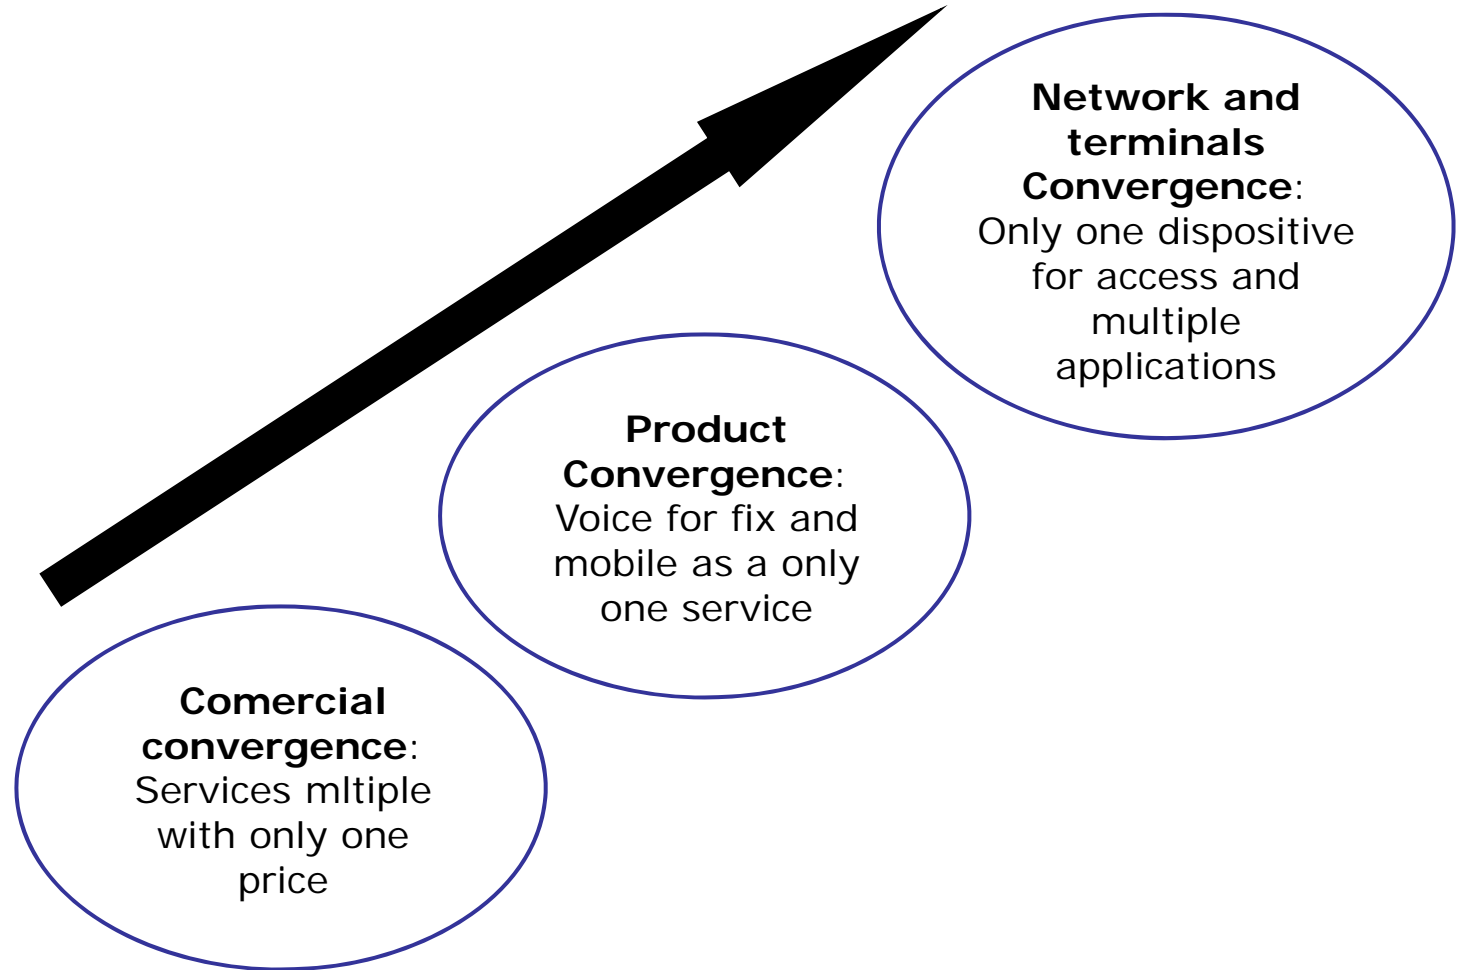 Network and
terminals
Convergence:
Only one dispositive
for access and
multiple
applications
Product
Convergence:
Voice for fix and
mobile as a only
one service
Comercial
convergence:
Services mltiple
with only one
price